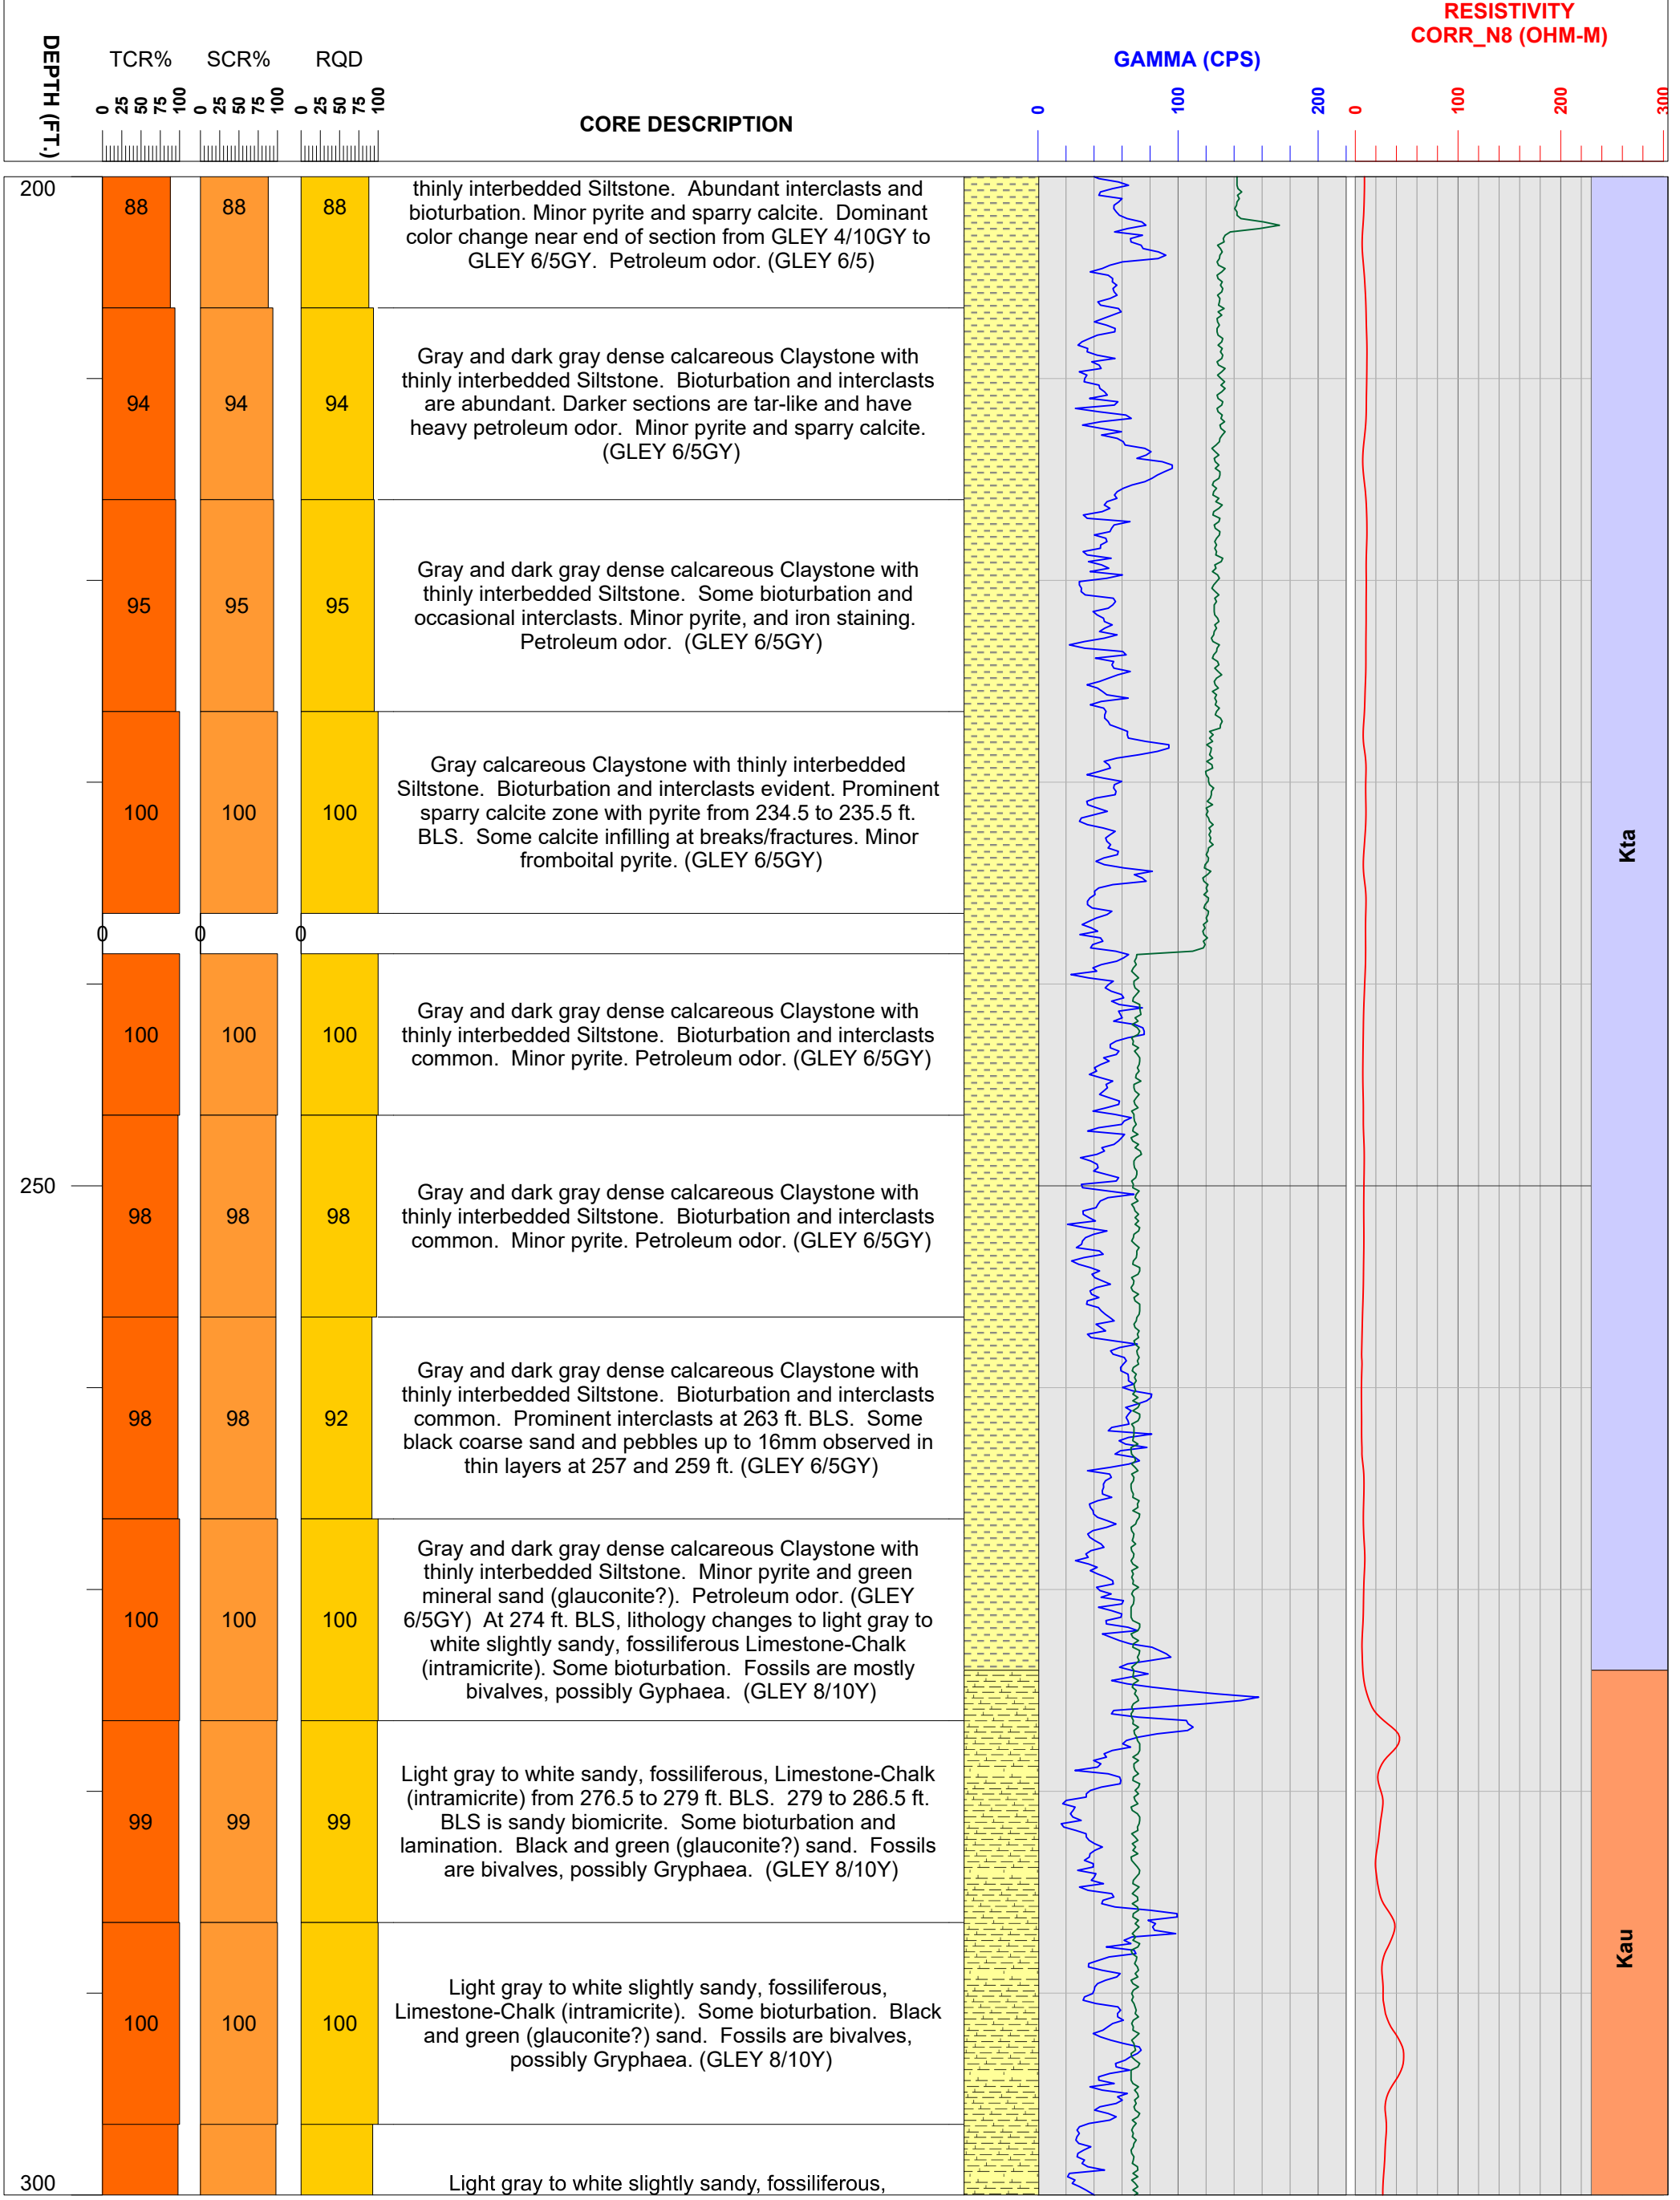 RESISTIVITY
CORR_N8 (OHM-M)
DEPTH (FT.)
TCR%
SCR%
RQD
GAMMA (CPS)
CORE DESCRIPTION
0 25 50 75 100
0 25 50 75 100
0 25 50 75 100
0 100 200
0 100 200 300
200
88 88 88
thinly interbedded Siltstone. Abundant interclasts and
bioturbation. Minor pyrite and sparry calcite. Dominant
color change near end of section from GLEY 4/10GY to
GLEY 6/5GY. Petroleum odor. (GLEY 6/5)
94 94 94
Gray and dark gray dense calcareous Claystone with
thinly interbedded Siltstone. Bioturbation and interclasts
are abundant. Darker sections are tar-like and have
heavy petroleum odor. Minor pyrite and sparry calcite.
(GLEY 6/5GY)
95 95 95
Gray and dark gray dense calcareous Claystone with
thinly interbedded Siltstone. Some bioturbation and
occasional interclasts. Minor pyrite, and iron staining.
Petroleum odor. (GLEY 6/5GY)
100 100 100
Gray calcareous Claystone with thinly interbedded
Siltstone. Bioturbation and interclasts evident. Prominent
sparry calcite zone with pyrite from 234.5 to 235.5 ft.
BLS. Some calcite infilling at breaks/fractures. Minor
fromboital pyrite. (GLEY 6/5GY)
Kta
0 0 0
100 100 100
Gray and dark gray dense calcareous Claystone with
thinly interbedded Siltstone. Bioturbation and interclasts
common. Minor pyrite. Petroleum odor. (GLEY 6/5GY)
250
98 98 98
Gray and dark gray dense calcareous Claystone with
thinly interbedded Siltstone. Bioturbation and interclasts
common. Minor pyrite. Petroleum odor. (GLEY 6/5GY)
98 98 92
Gray and dark gray dense calcareous Claystone with
thinly interbedded Siltstone. Bioturbation and interclasts
common. Prominent interclasts at 263 ft. BLS. Some
black coarse sand and pebbles up to 16mm observed in
thin layers at 257 and 259 ft. (GLEY 6/5GY)
100 100 100
Gray and dark gray dense calcareous Claystone with
thinly interbedded Siltstone. Minor pyrite and green
mineral sand (glauconite?). Petroleum odor. (GLEY
6/5GY) At 274 ft. BLS, lithology changes to light gray to
white slightly sandy, fossiliferous Limestone-Chalk
(intramicrite). Some bioturbation. Fossils are mostly
bivalves, possibly Gyphaea. (GLEY 8/10Y)
99 99 99
Light gray to white sandy, fossiliferous, Limestone-Chalk
(intramicrite) from 276.5 to 279 ft. BLS. 279 to 286.5 ft.
BLS is sandy biomicrite. Some bioturbation and
lamination. Black and green (glauconite?) sand. Fossils
are bivalves, possibly Gryphaea. (GLEY 8/10Y)
Kau
100 100 100
Light gray to white slightly sandy, fossiliferous,
Limestone-Chalk (intramicrite). Some bioturbation. Black
and green (glauconite?) sand. Fossils are bivalves,
possibly Gryphaea. (GLEY 8/10Y)
300
Light gray to white slightly sandy, fossiliferous,